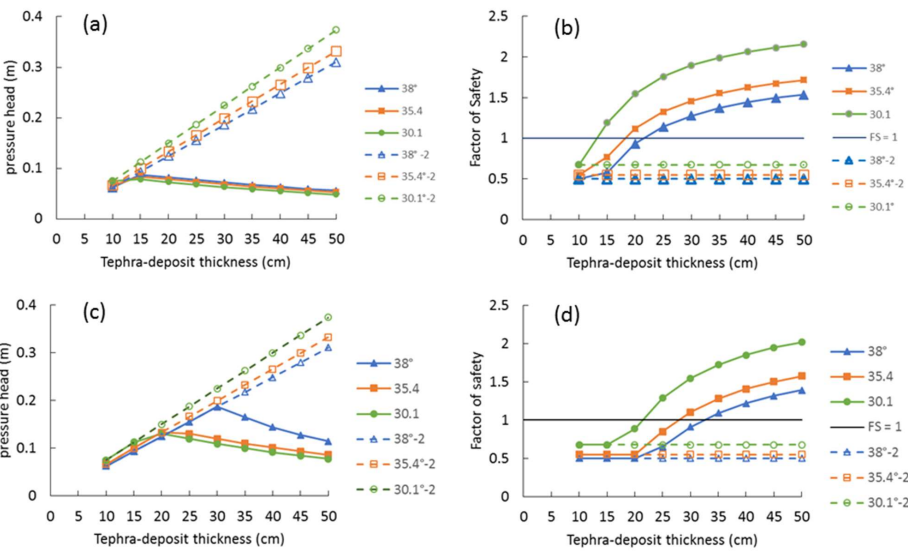 (a)
pressure head (m)
0.4
0.3
0.2
0.1
0
0 5 10 15 20 25 30 35 40 45 50
Tephra-deposit thickness (cm)
38°
35.4
30.1
38°-2
35.4°-2
30.1°-2
(b)
Factor of Safety
2.5
2
1.5
1
0.5
0
0 5 10 15 20 25 30 35 40 45 50
Tephra-deposit thickness (cm)
38°
35.4°
30.1
FS = 1
38°-2
35.4°-2
30.1°
(c)
pressure head (m)
0.4
0.3
0.2
0.1
0
0 5 10 15 20 25 30 35 40 45 50
Tephra-deposit thickness (cm)
38°
35.4
30.1
38°-2
35.4°-2
30.1°-2
(d)
Factor of safety
2.5
2
1.5
1
0.5
0
0 5 10 15 20 25 30 35 40 45 50
Tephra-deposit thickness (cm)
38°
35.4
30.1
FS = 1
38°-2
35.4°-2
30.1°-2